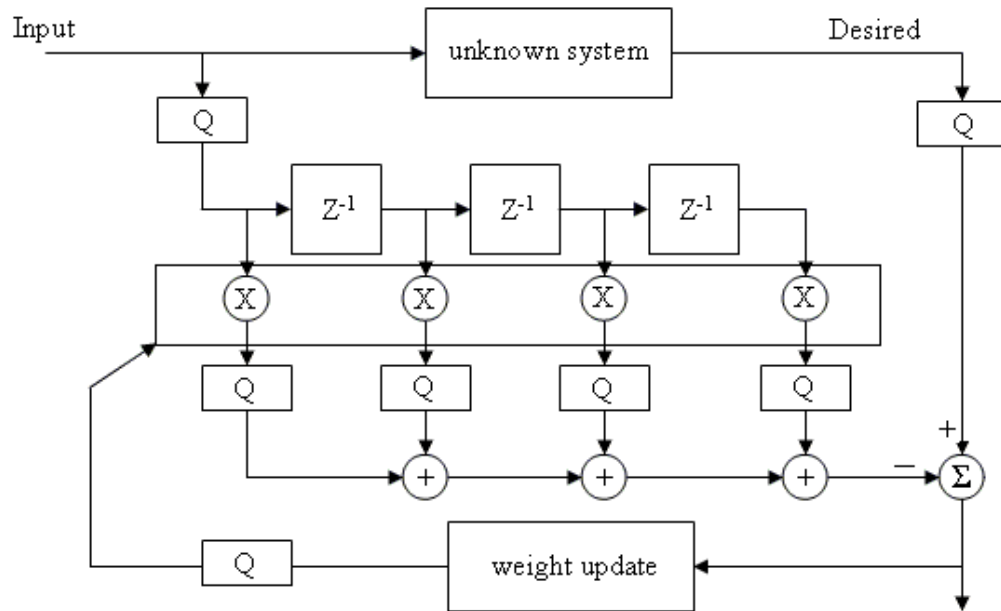 Input
unknown system
Desired
Q
Q
Z-1
Z-1
Z-1
X
X
X
X
Q
Q
Q
Q
+
+
+
+
−
Σ
Q
weight update